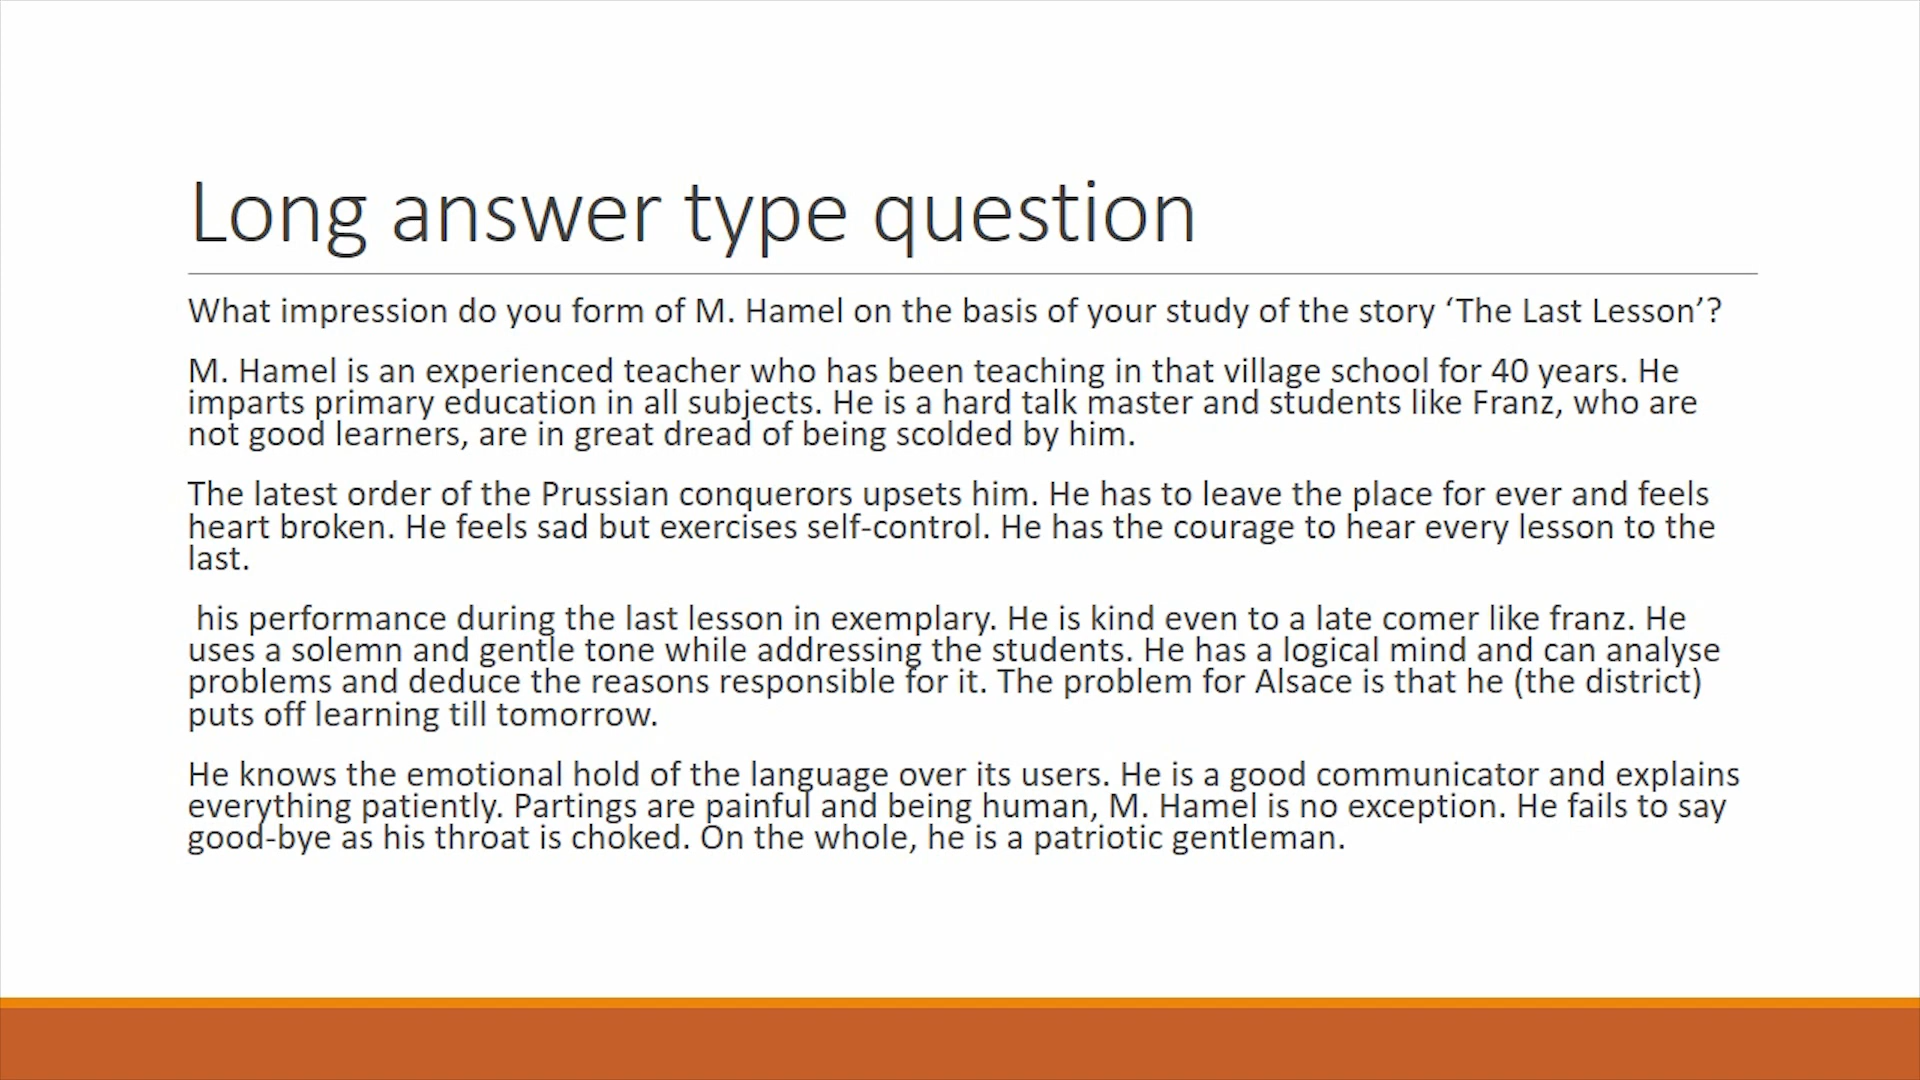 Long answer type question
What impression do you form of M. Hamel on the basis of your study of the story ‘The Last Lesson’?
M. Hamel is an experienced teacher who has been teaching in that village school for 40 years. He
imparts primary education in all subjects. He is a hard talk master and students like Franz, who are
not good learners, are in great dread of being scolded by him.
The latest order of the Prussian conquerors upsets him. He has to leave the place for ever and feels
heart broken. He feels sad but exercises self-control. He has the courage to hear every lesson to the
last.
his performance during the last lesson in exemplary. He is kind even to a late comer like franz. He
uses a solemn and gentle tone while addressing the students. He has a logical mind and can analyse
problems and deduce the reasons responsible for it. The problem for Alsace is that he (the district)
puts off learning till tomorrow.
He knows the emotional hold of the language over its users. He is a good communicator and explains
everything patiently. Partings are painful and being human, M. Hamel is no exception. He fails to say
good-bye as his throat is choked. On the whole, he is a patriotic gentleman.